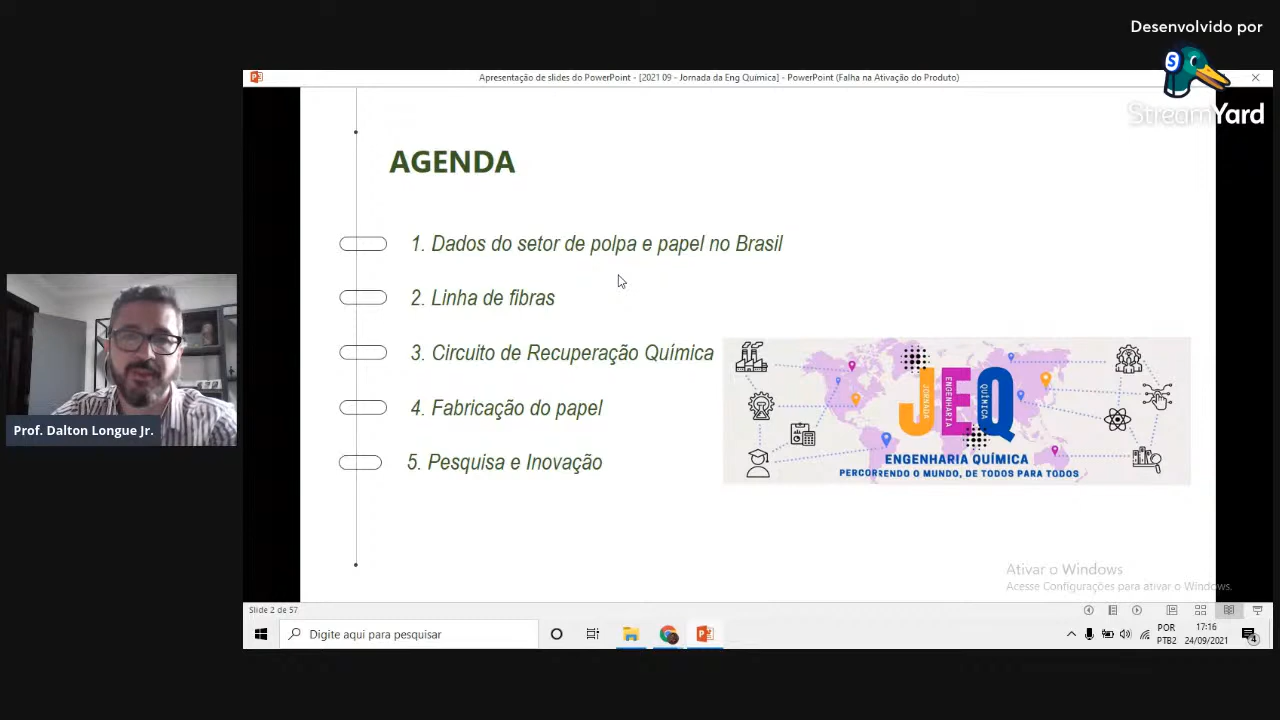 Desenvolvido por
StreamYard
Apresentação de slides do PowerPoint - [2021 09 - Jornada da Eng Química] - PowerPoint (Falha na Ativação do Produto)
AGENDA
1. Dados do setor de polpa e papel no Brasil
2. Linha de fibras
3. Circuito de Recuperação Química
4. Fabricação do papel
5. Pesquisa e Inovação
JEQ
JORNADA
ENGENHARIA
QUÍMICA
ENGENHARIA QUÍMICA
PERCORRENDO O MUNDO, DE TODOS PARA TODOS
Prof. Dalton Longue Jr.
Ativar o Windows
Acesse Configurações para ativar o Windows.
Slide 2 de 57
Digite aqui para pesquisar
POR
PTB2
17:16
24/09/2021
4